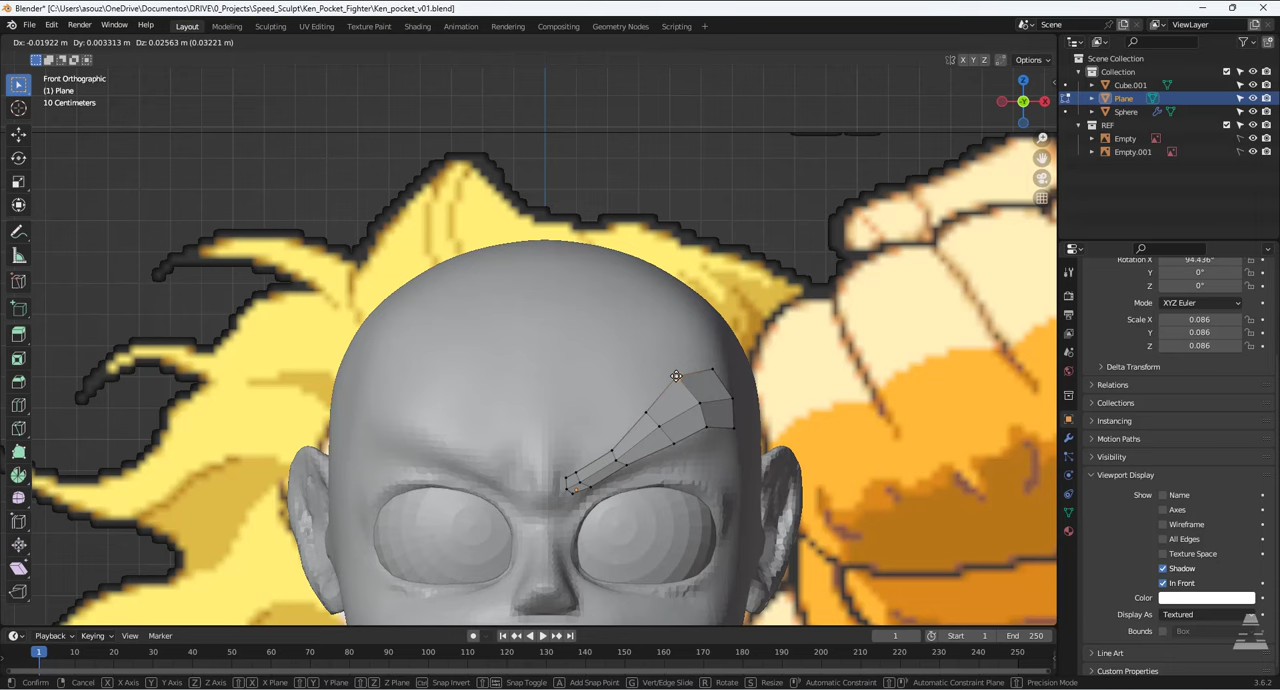 Blender* [C:\Users\asouz\OneDrive\Documentos\DRIVE\0_Projects\Speed_Sculpt\Ken_Pocket_Fighter\Ken_pocket_v01.blend]
File Edit Render Window Help Layout Modeling Sculpting UV Editing Texture Paint Shading Animation Rendering Compositing Geometry Nodes Scripting + Scene ViewLayer
Dx: -0.01922 m Dy: 0.003313 m Dz: 0.02563 m (0.03221 m)
X Y Z Options
Scene Collection
Front Orthographic
(1) Plane
10 Centimeters
Collection
Cube.001
Plane
Sphere
REF
Empty
Empty.001
Z
-Y
X
Rotation X 94.436°
Y 0°
Z 0°
Mode XYZ Euler
Scale X 0.086
Y 0.086
Z 0.086
Delta Transform
Relations
Collections
Instancing
Motion Paths
Visibility
Viewport Display
Show Name
Axes
Wireframe
All Edges
Texture Space
Shadow
In Front
Color
Display As Textured
Bounds Box
Line Art
Custom Properties
Playback Keying View Marker 1 Start 1 End 250
1 10 20 30 40 50 60 70 80 90 100 110 120 130 140 150 160 170 180 190 200 210 220 230 240 250
Confirm Cancel X X Axis Y Y Axis Z Z Axis X X Plane Y Y Plane Z Z Plane Ctrl Snap Invert Snap Toggle A Add Snap Point G Vert/Edge Slide R Rotate S Resize Automatic Constraint Automatic Constraint Plane Precision Mode 3.6.2